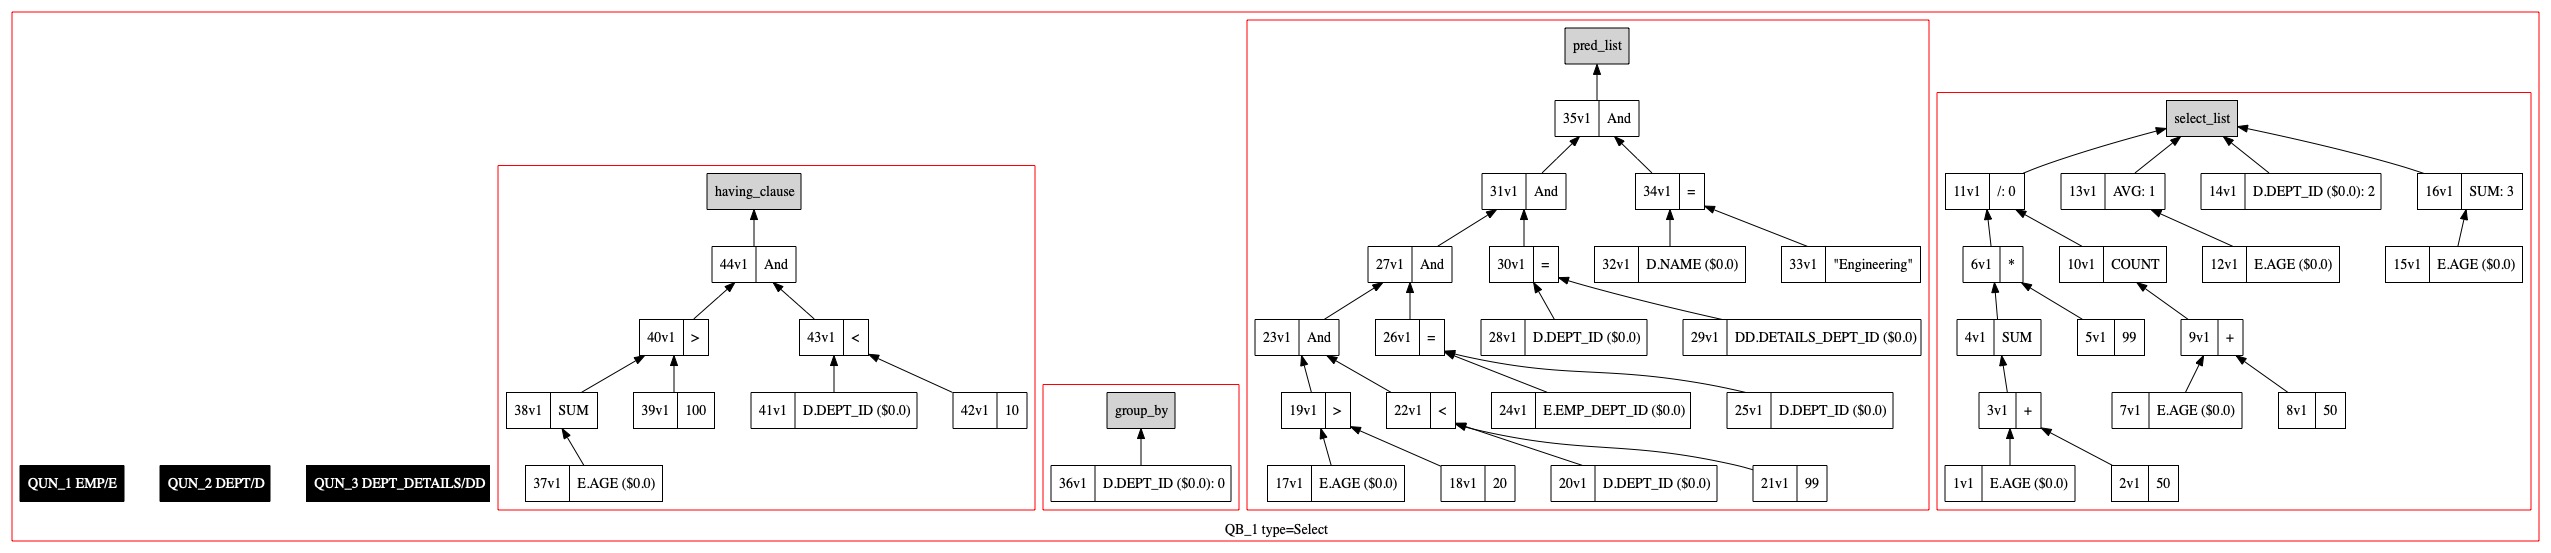 pred_list
35v1 And
select_list
having_clause
31v1 And
34v1 =
11v1 /: 0
13v1 AVG: 1
14v1 D.DEPT_ID ($0.0): 2
16v1 SUM: 3
44v1 And
27v1 And
30v1 =
32v1 D.NAME ($0.0)
33v1 "Engineering"
6v1 *
10v1 COUNT
12v1 E.AGE ($0.0)
15v1 E.AGE ($0.0)
40v1 >
43v1 <
23v1 And
26v1 =
28v1 D.DEPT_ID ($0.0)
29v1 DD.DETAILS_DEPT_ID ($0.0)
4v1 SUM
5v1 99
9v1 +
38v1 SUM
39v1 100
41v1 D.DEPT_ID ($0.0)
42v1 10
group_by
19v1 >
22v1 <
24v1 E.EMP_DEPT_ID ($0.0)
25v1 D.DEPT_ID ($0.0)
3v1 +
7v1 E.AGE ($0.0)
8v1 50
QUN_1 EMP/E
QUN_2 DEPT/D
QUN_3 DEPT_DETAILS/DD
37v1 E.AGE ($0.0)
36v1 D.DEPT_ID ($0.0): 0
17v1 E.AGE ($0.0)
18v1 20
20v1 D.DEPT_ID ($0.0)
21v1 99
1v1 E.AGE ($0.0)
2v1 50
QB_1 type=Select